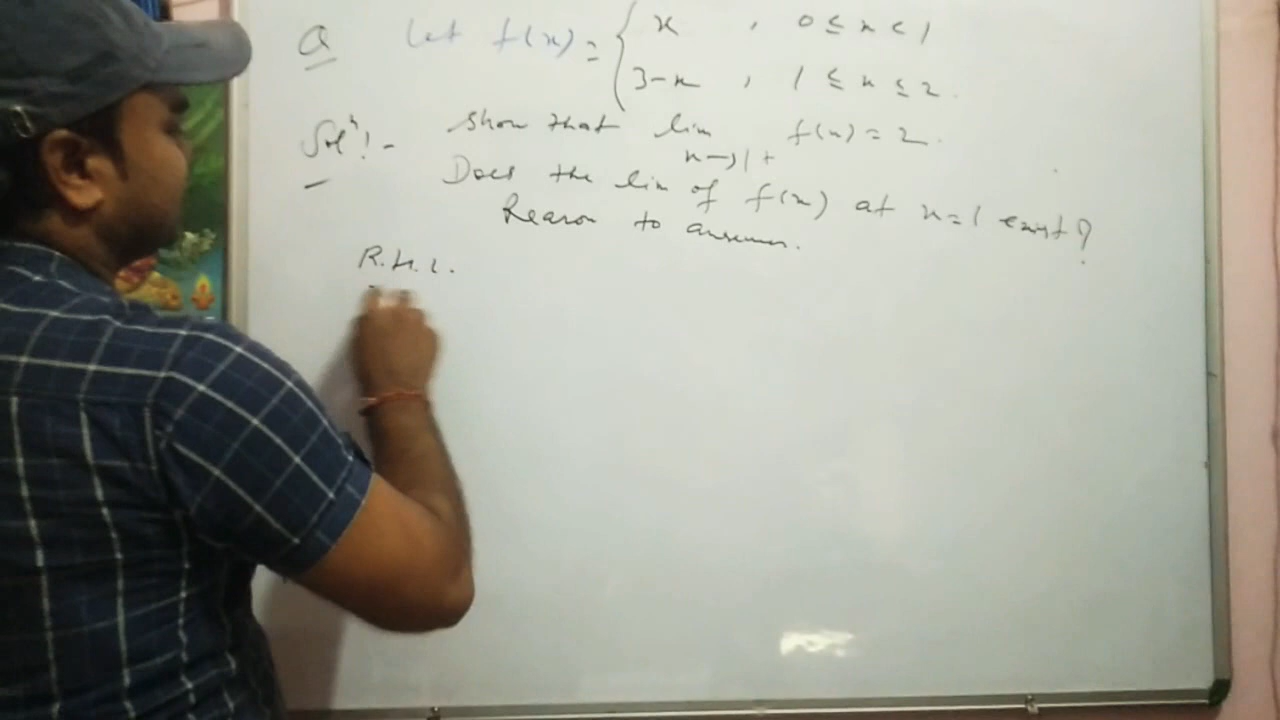 Q Let f(x) = { x , 0 ≤ x < 1
3-x , 1 ≤ x ≤ 2.
Solⁿ:- Show that lim f(x) = 2.
x→1+
Does the lim of f(x) at x=1 exist?
Reason to answer.
R.H.L.